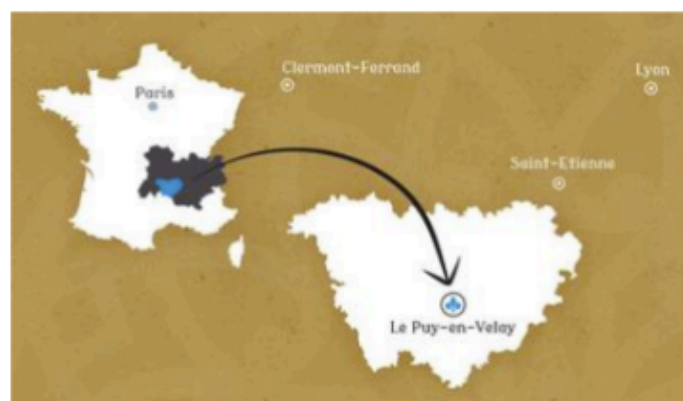 Clermont-Ferrand
Lyon
Paris
Saint-Etienne
Le Puy-en-Velay